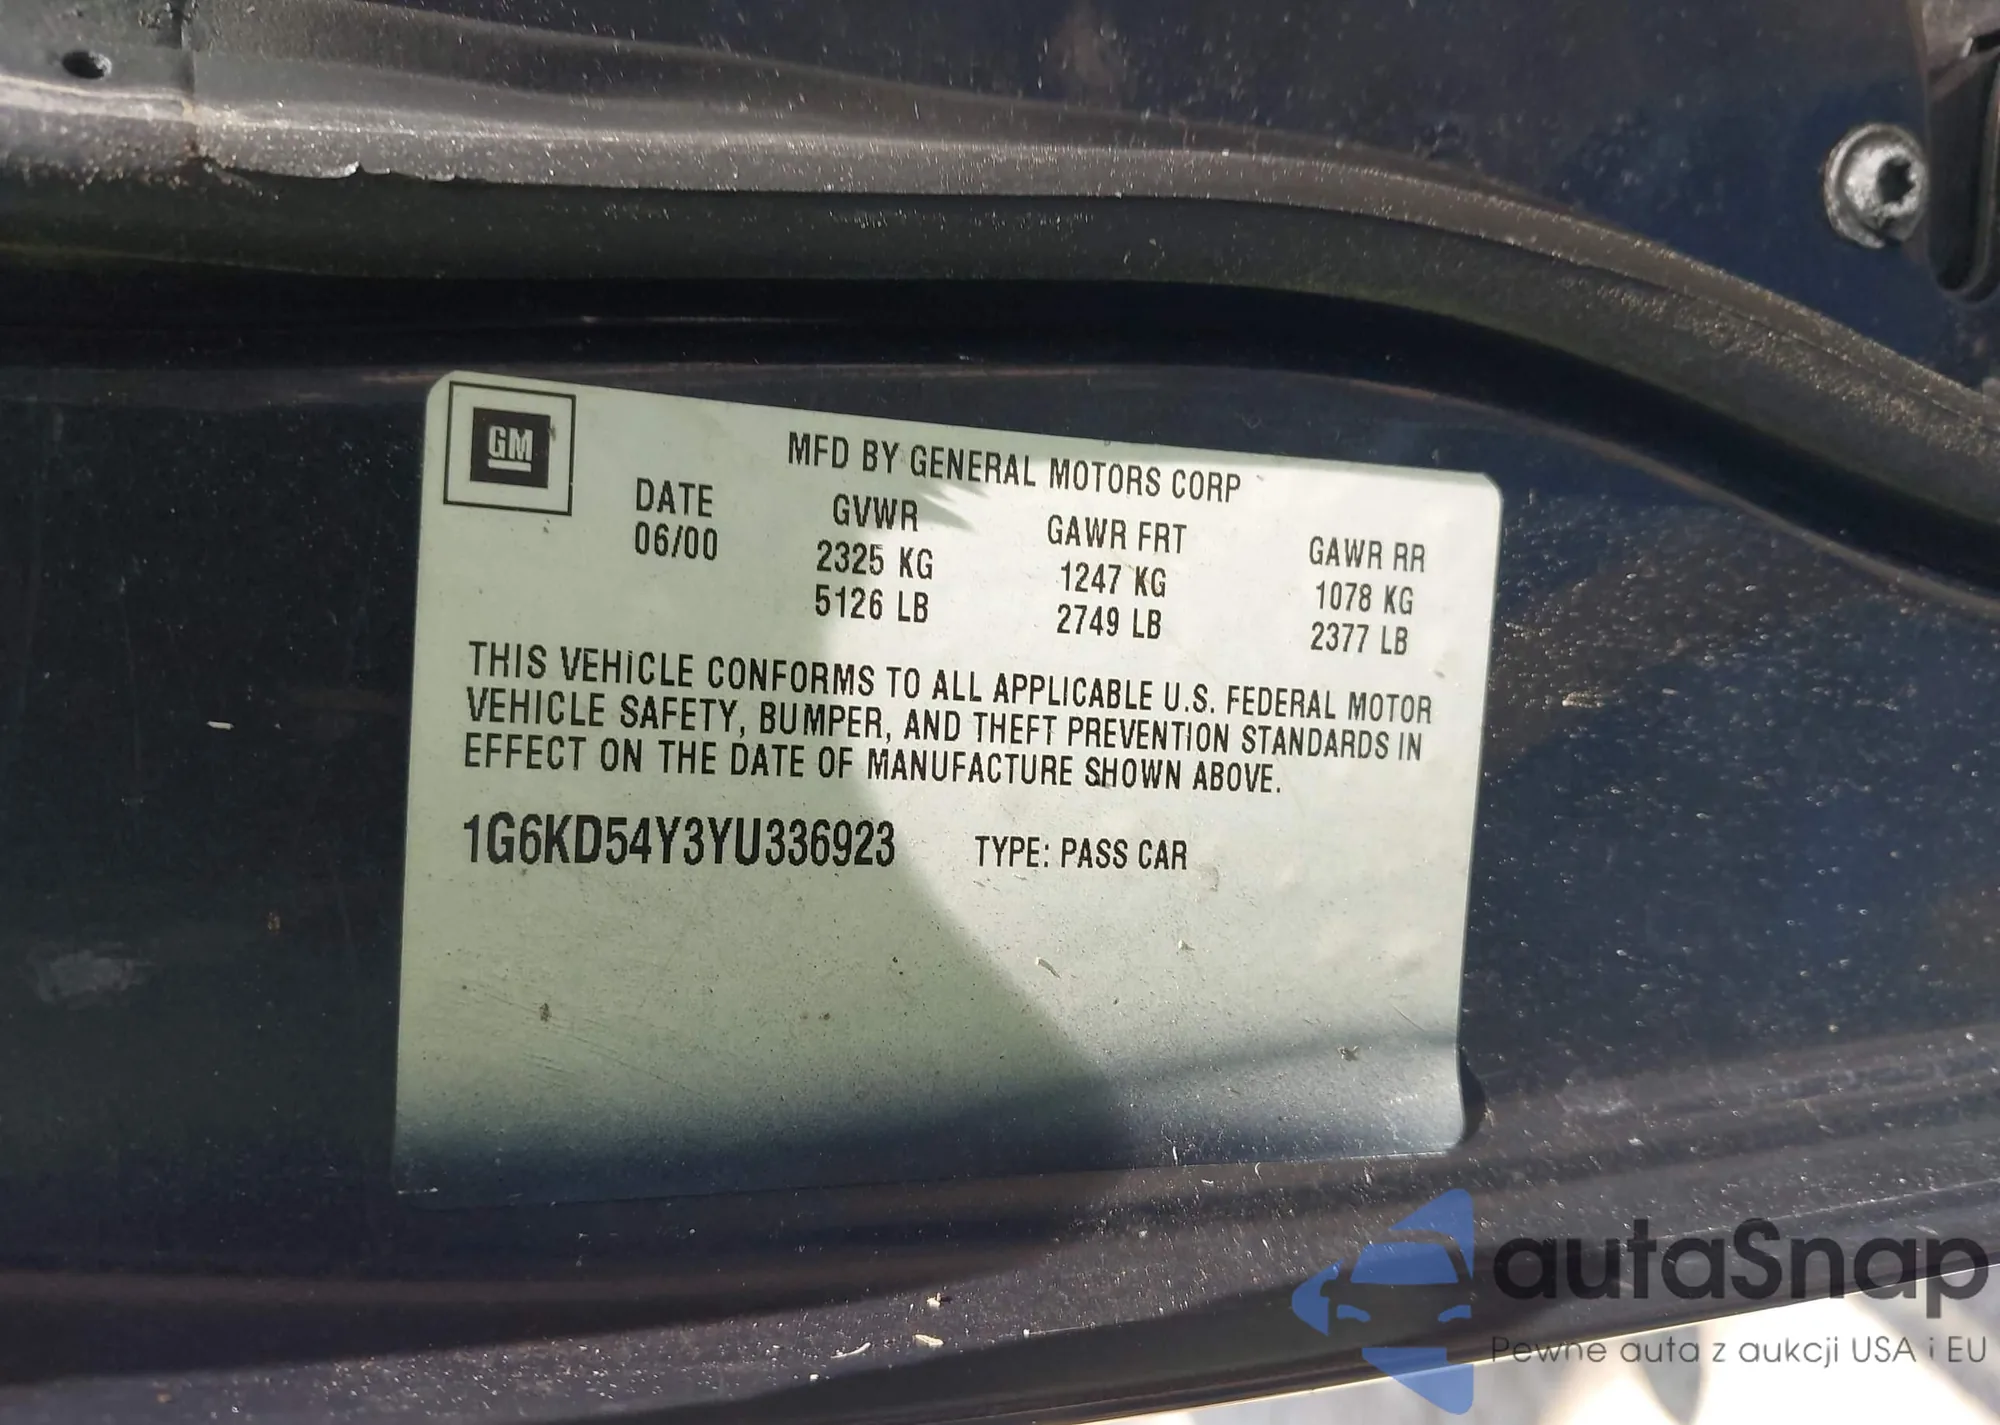 GM
MFD BY GENERAL MOTORS CORP
DATE GVWR GAWR FRT GAWR RR
06/00 2325 KG 1247 KG 1078 KG
5126 LB 2749 LB 2377 LB
THIS VEHICLE CONFORMS TO ALL APPLICABLE U.S. FEDERAL MOTOR
VEHICLE SAFETY, BUMPER, AND THEFT PREVENTION STANDARDS IN
EFFECT ON THE DATE OF MANUFACTURE SHOWN ABOVE.
1G6KD54Y3YU336923 TYPE: PASS CAR
autaSnap
Pewne auta z aukcji USA i EU